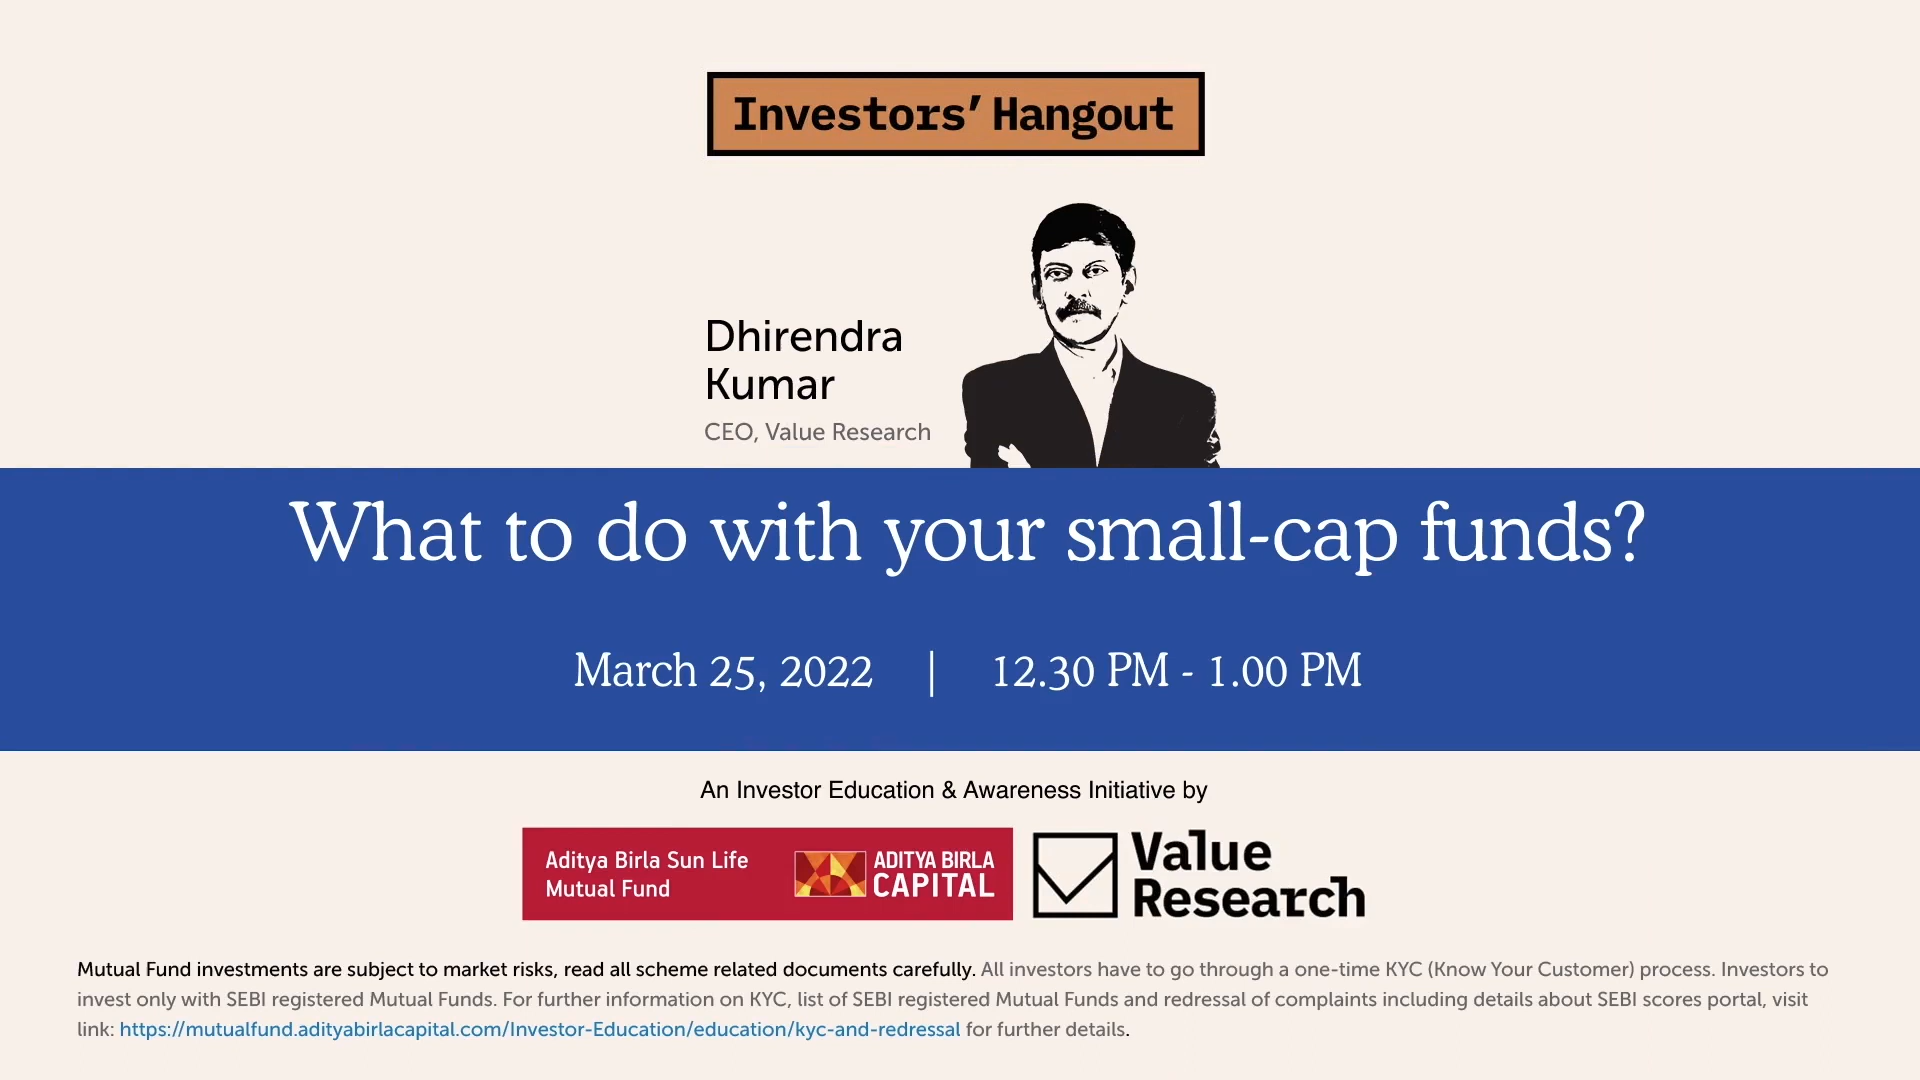 Investors’ Hangout
Dhirendra
Kumar
CEO, Value Research
What to do with your small-cap funds?
March 25, 2022 | 12.30 PM - 1.00 PM
An Investor Education & Awareness Initiative by
Aditya Birla Sun Life
Mutual Fund
ADITYA BIRLA
CAPITAL
Value
Research
Mutual Fund investments are subject to market risks, read all scheme related documents carefully. All investors have to go through a one-time KYC (Know Your Customer) process. Investors to
invest only with SEBI registered Mutual Funds. For further information on KYC, list of SEBI registered Mutual Funds and redressal of complaints including details about SEBI scores portal, visit
link: https://mutualfund.adityabirlacapital.com/Investor-Education/education/kyc-and-redressal for further details.